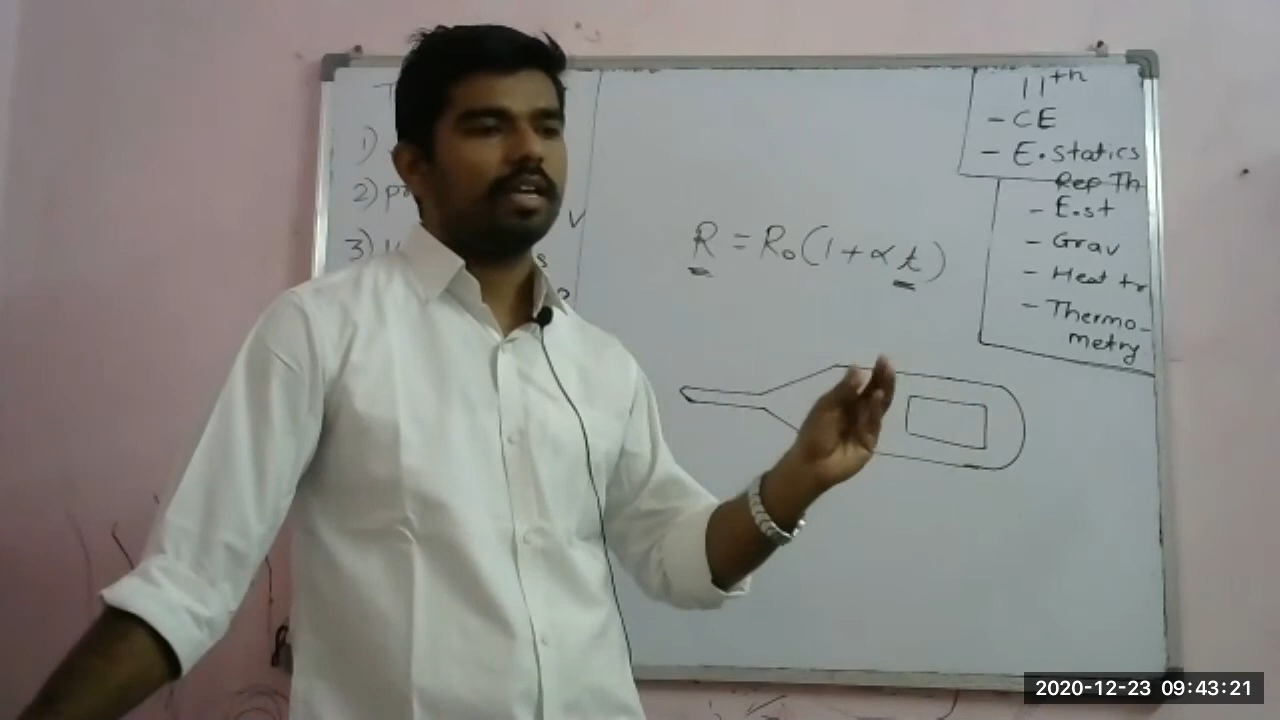 1)
2)
3)
R = R₀(1+αt)
11th
- CE
- E.statics
Rep Th
- E.st
- Grav
- Heat tr
- Thermo-
metry
2020-12-23 09:43:21